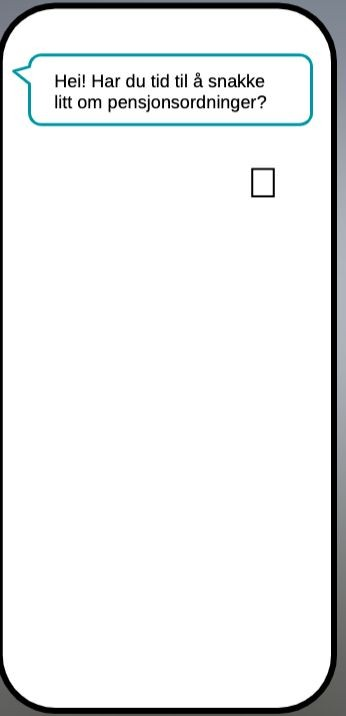 Hei! Har du tid til å snakke
litt om pensjonsordninger?